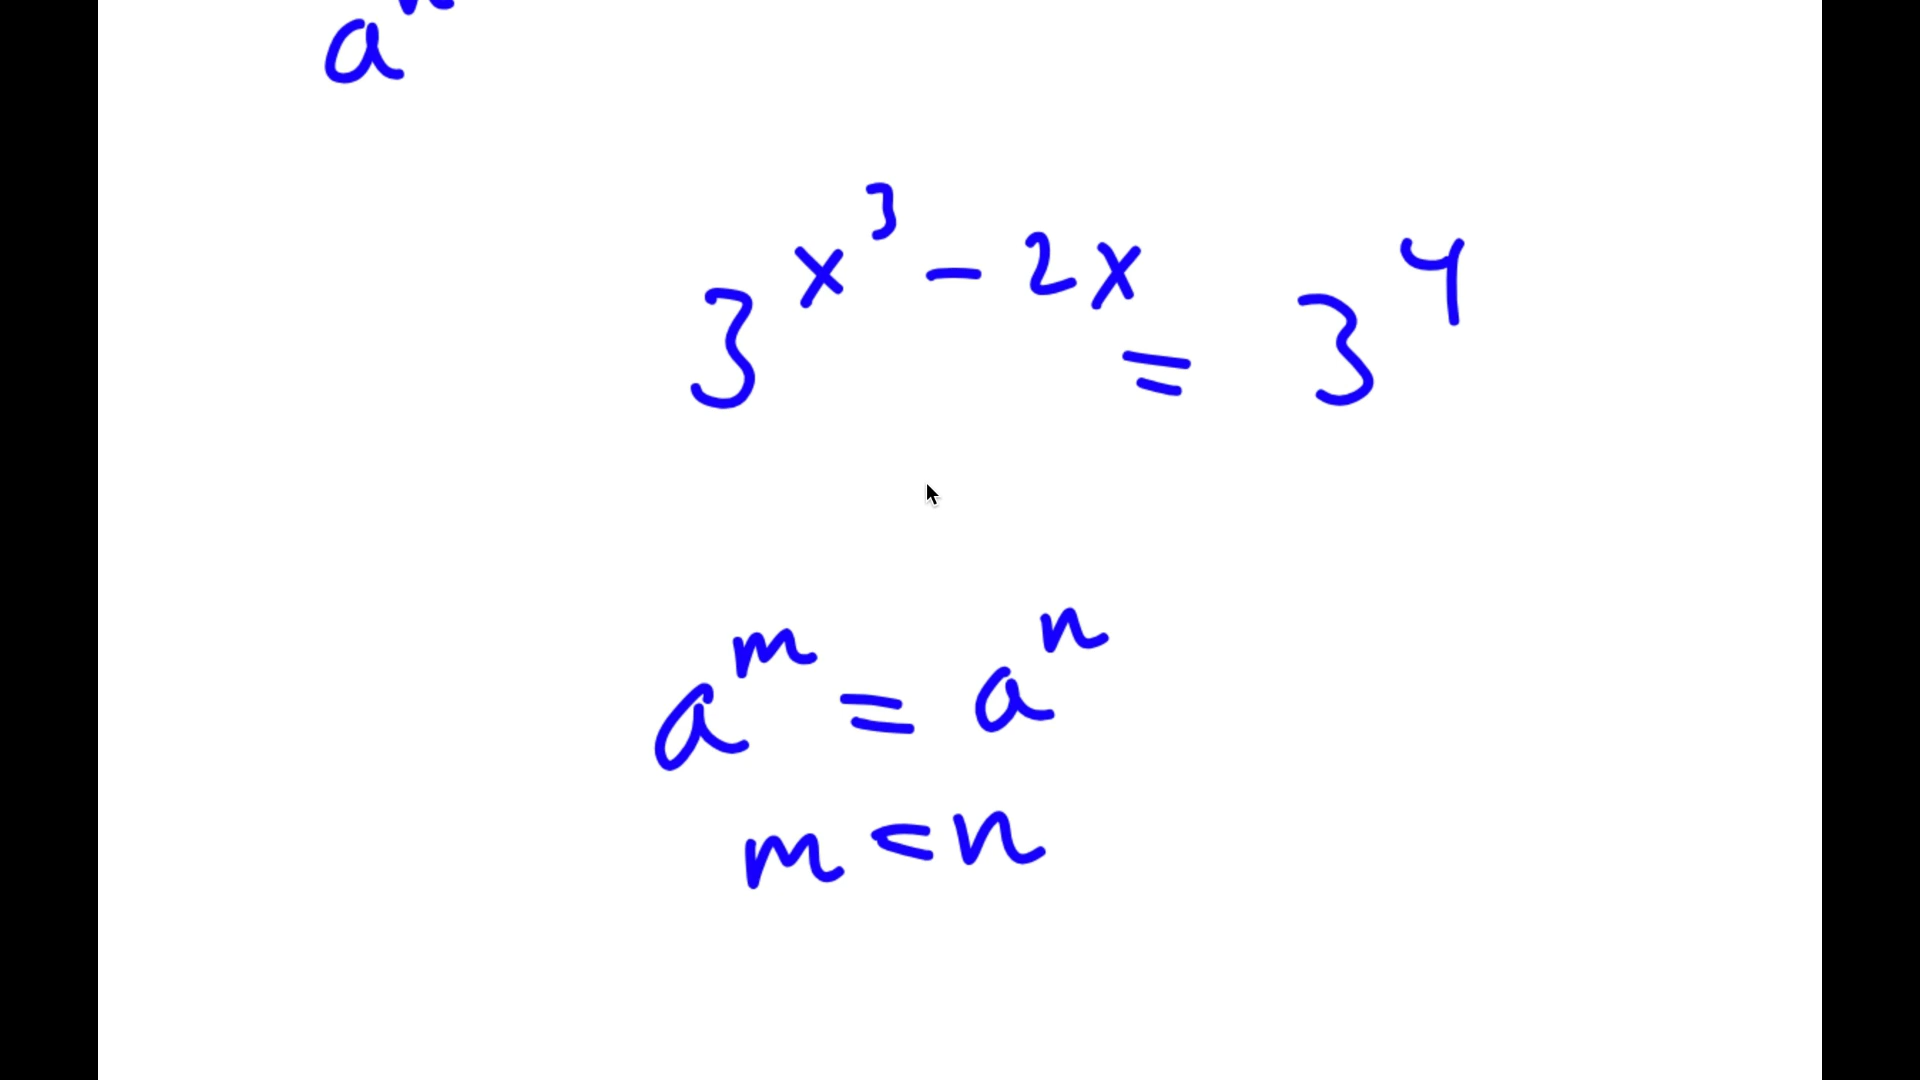 a
3^{x^3 - 2x} = 3^4
a^m = a^n
m = n